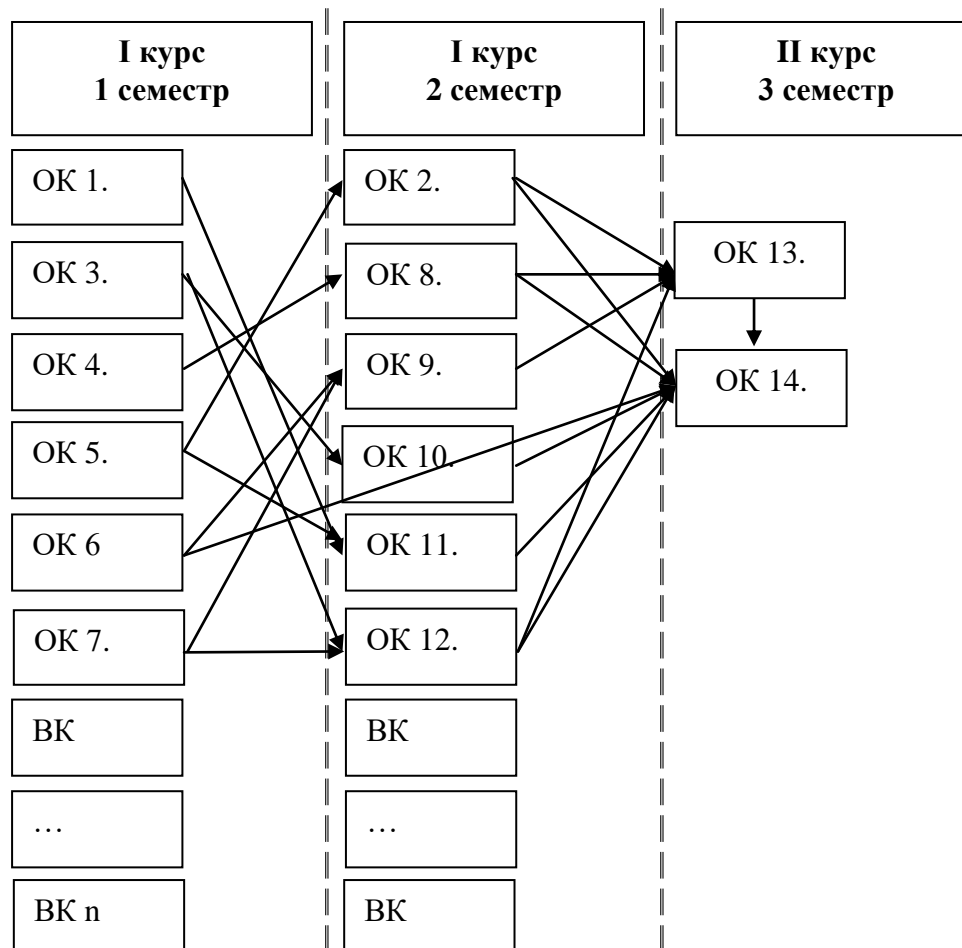 І курс
1 семестр
І курс
2 семестр
ІІ курс
3 семестр
ОК 1.
ОК 3.
ОК 4.
ОК 5.
ОК 6
ОК 7.
ВК
…
ВК n
ОК 2.
ОК 8.
ОК 9.
ОК 10.
ОК 11.
ОК 12.
ВК
…
ВК
ОК 13.
ОК 14.